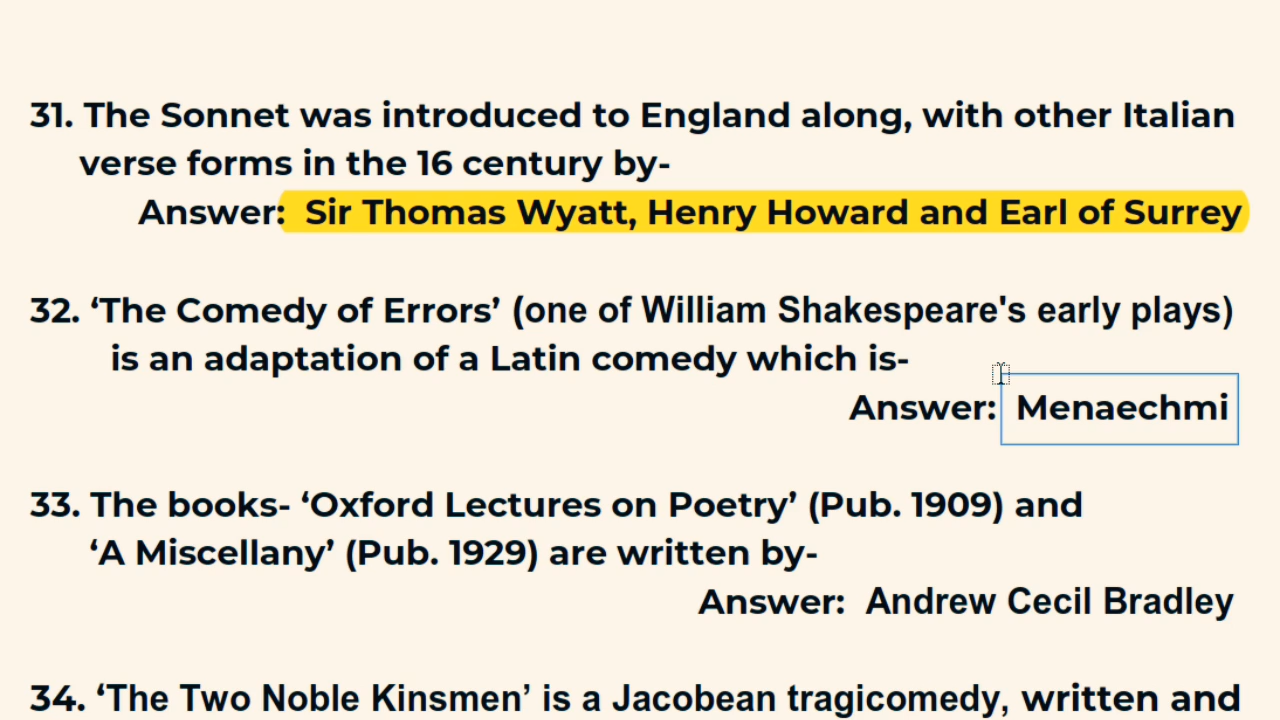 31. The Sonnet was introduced to England along, with other Italian
verse forms in the 16 century by-
Answer: Sir Thomas Wyatt, Henry Howard and Earl of Surrey
32. ‘The Comedy of Errors’ (one of William Shakespeare's early plays)
is an adaptation of a Latin comedy which is-
Answer: Menaechmi
33. The books- ‘Oxford Lectures on Poetry’ (Pub. 1909) and
‘A Miscellany’ (Pub. 1929) are written by-
Answer: Andrew Cecil Bradley
34. ‘The Two Noble Kinsmen’ is a Jacobean tragicomedy, written and